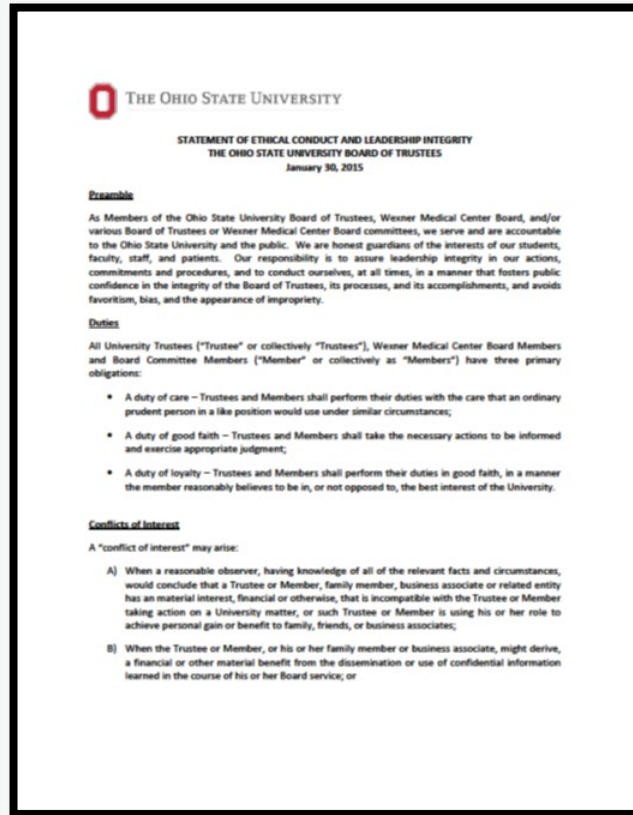 THE OHIO STATE UNIVERSITY
STATEMENT OF ETHICAL CONDUCT AND LEADERSHIP INTEGRITY
THE OHIO STATE UNIVERSITY BOARD OF TRUSTEES
January 30, 2015
Preamble
As Members of the Ohio State University Board of Trustees, Wexner Medical Center Board, and/or
various Board of Trustees or Wexner Medical Center Board committees, we serve and are accountable
to the Ohio State University and the public. We are honest guardians of the interests of our students,
faculty, staff, and patients. Our responsibility is to assure leadership integrity in our actions,
commitments and procedures, and to conduct ourselves, at all times, in a manner that fosters public
confidence in the integrity of the Board of Trustees, its processes, and its accomplishments, and avoids
favoritism, bias, and the appearance of impropriety.
Duties
All University Trustees ("Trustee" or collectively "Trustees"), Wexner Medical Center Board Members
and Board Committee Members ("Member" or collectively as "Members") have three primary
obligations:
• A duty of care – Trustees and Members shall perform their duties with the care that an ordinary
prudent person in a like position would use under similar circumstances;
• A duty of good faith – Trustees and Members shall take the necessary actions to be informed
and exercise appropriate judgment;
• A duty of loyalty – Trustees and Members shall perform their duties in good faith, in a manner
the member reasonably believes to be in, or not opposed to, the best interest of the University.
Conflicts of Interest
A "conflict of interest" may arise:
A) When a reasonable observer, having knowledge of all of the relevant facts and circumstances,
would conclude that a Trustee or Member, family member, business associate or related entity
has an material interest, financial or otherwise, that is incompatible with the Trustee or Member
taking action on a University matter, or such Trustee or Member is using his or her role to
achieve personal gain or benefit to family, friends, or business associates;
B) When the Trustee or Member, or his or her family member or business associate, might derive,
a financial or other material benefit from the dissemination or use of confidential information
learned in the course of his or her Board service; or